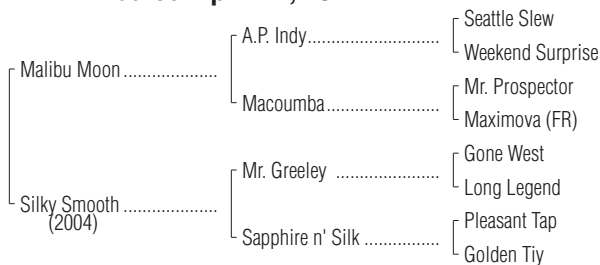 Seattle Slew
A.P. Indy
Weekend Surprise
Malibu Moon
Mr. Prospector
Macoumba
Maximova (FR)
Gone West
Mr. Greeley
Long Legend
Silky Smooth
(2004)
Pleasant Tap
Sapphire n' Silk
Golden Tiy